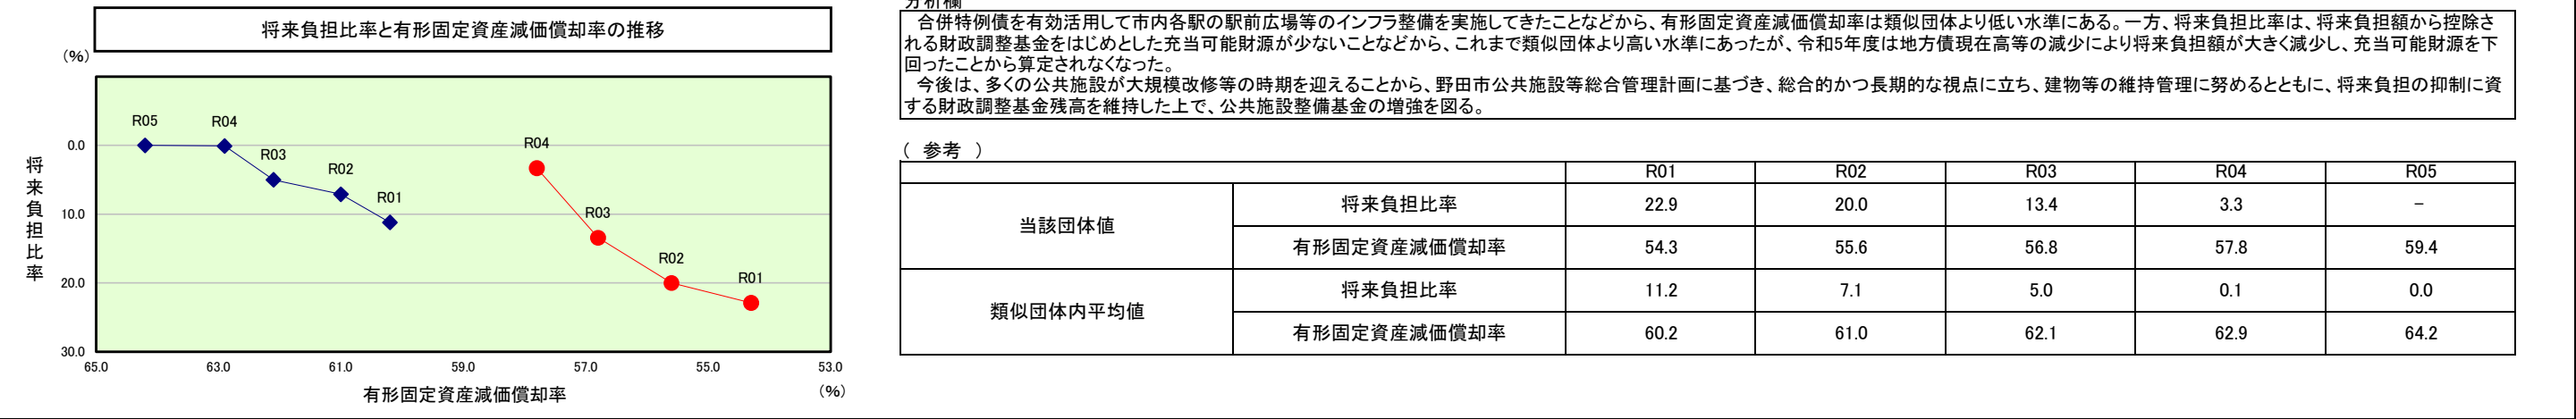 将来負担比率と有形固定資産減価償却率の推移
(%)
R05
R04
R03
R02
R01
R04
R03
R02
R01
0.0
10.0
20.0
30.0
将来負担比率
65.0 63.0 61.0 59.0 57.0 55.0 53.0
有形固定資産減価償却率
(%)
分析欄
合併特例債を有効活用して市内各駅の駅前広場等のインフラ整備を実施してきたことなどから、有形固定資産減価償却率は類似団体より低い水準にある。一方、将来負担比率は、将来負担額から控除さ
れる財政調整基金をはじめとした充当可能財源が少ないことなどから、これまで類似団体より高い水準にあったが、令和5年度は地方債現在高等の減少により将来負担額が大きく減少し、充当可能財源を下
回ったことから算定されなくなった。
今後は、多くの公共施設が大規模改修等の時期を迎えることから、野田市公共施設等総合管理計画に基づき、総合的かつ長期的な視点に立ち、建物等の維持管理に努めるとともに、将来負担の抑制に資
する財政調整基金残高を維持した上で、公共施設整備基金の増強を図る。
（ 参考 ）
R01 R02 R03 R04 R05
当該団体値
将来負担比率 22.9 20.0 13.4 3.3 －
有形固定資産減価償却率 54.3 55.6 56.8 57.8 59.4
類似団体内平均値
将来負担比率 11.2 7.1 5.0 0.1 0.0
有形固定資産減価償却率 60.2 61.0 62.1 62.9 64.2